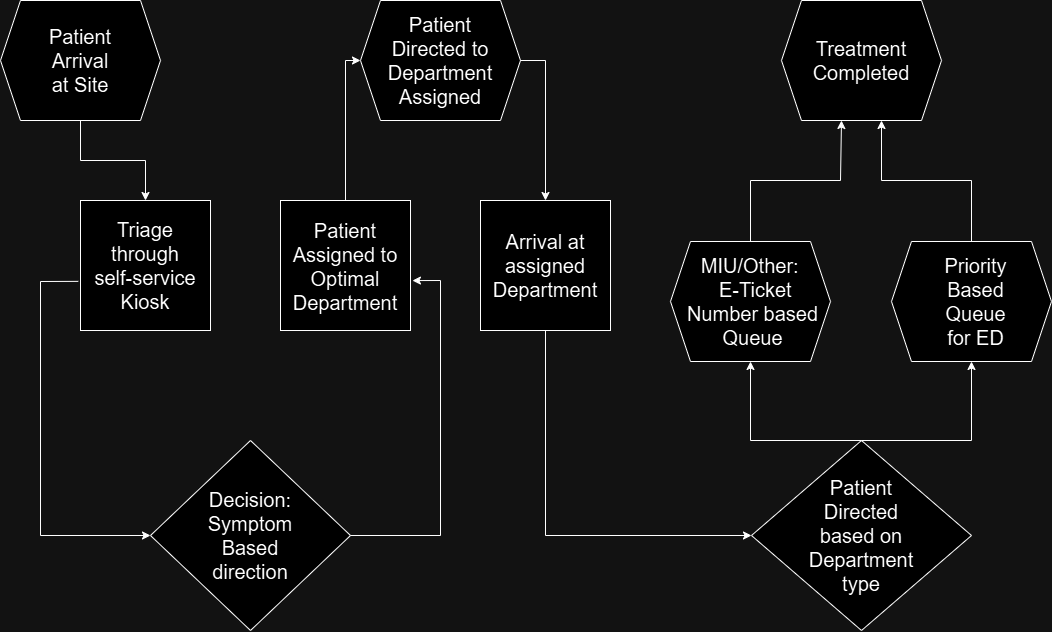 Patient
Arrival
at Site
Patient
Directed to
Department
Assigned
Treatment
Completed
Triage
through
self-service
Kiosk
Patient
Assigned to
Optimal
Department
Arrival at
assigned
Department
MIU/Other:
E-Ticket
Number based
Queue
Priority
Based
Queue
for ED
Decision:
Symptom
Based
direction
Patient
Directed
based on
Department
type